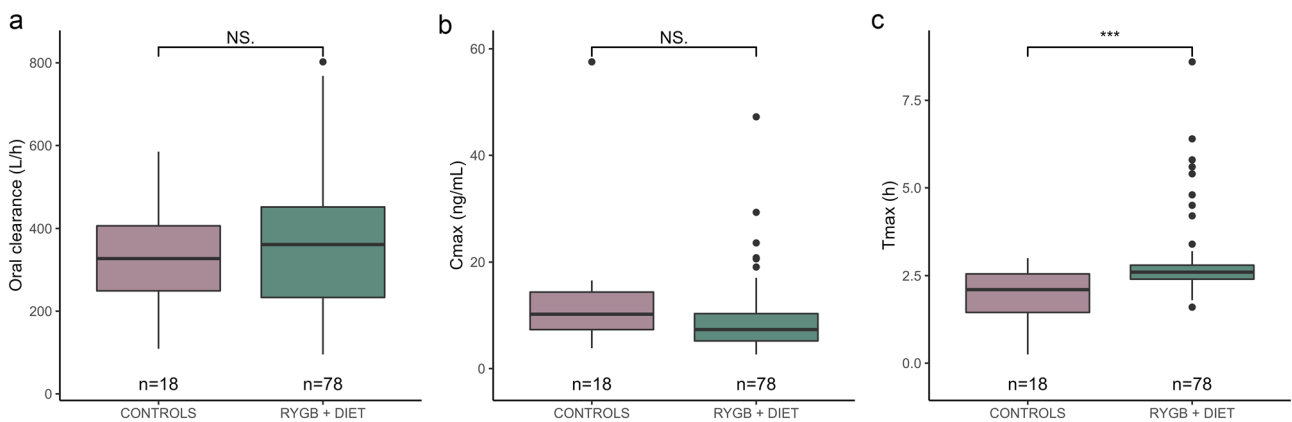 a
NS.
Oral clearance (L/h)
800
600
400
200
0
n=18
n=78
CONTROLS
RYGB + DIET
b
NS.
Cmax (ng/mL)
60
40
20
0
n=18
n=78
CONTROLS
RYGB + DIET
c
***
Tmax (h)
7.5
5.0
2.5
0.0
n=18
n=78
CONTROLS
RYGB + DIET